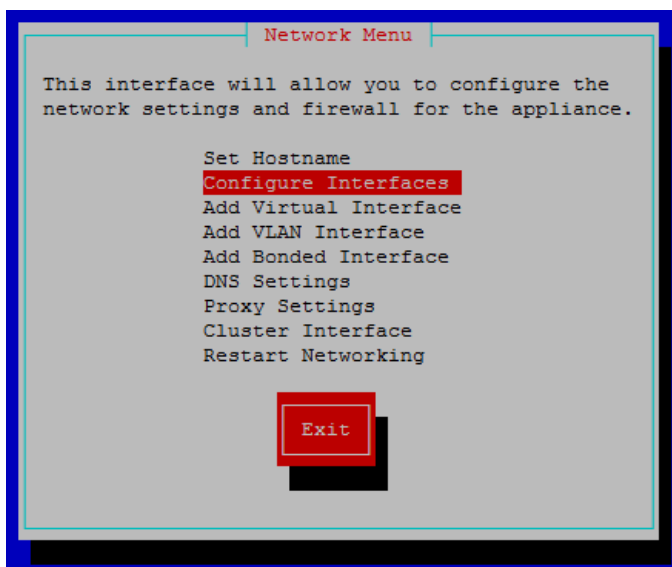 Network Menu
This interface will allow you to configure the
network settings and firewall for the appliance.
Set Hostname
Configure Interfaces
Add Virtual Interface
Add VLAN Interface
Add Bonded Interface
DNS Settings
Proxy Settings
Cluster Interface
Restart Networking
Exit